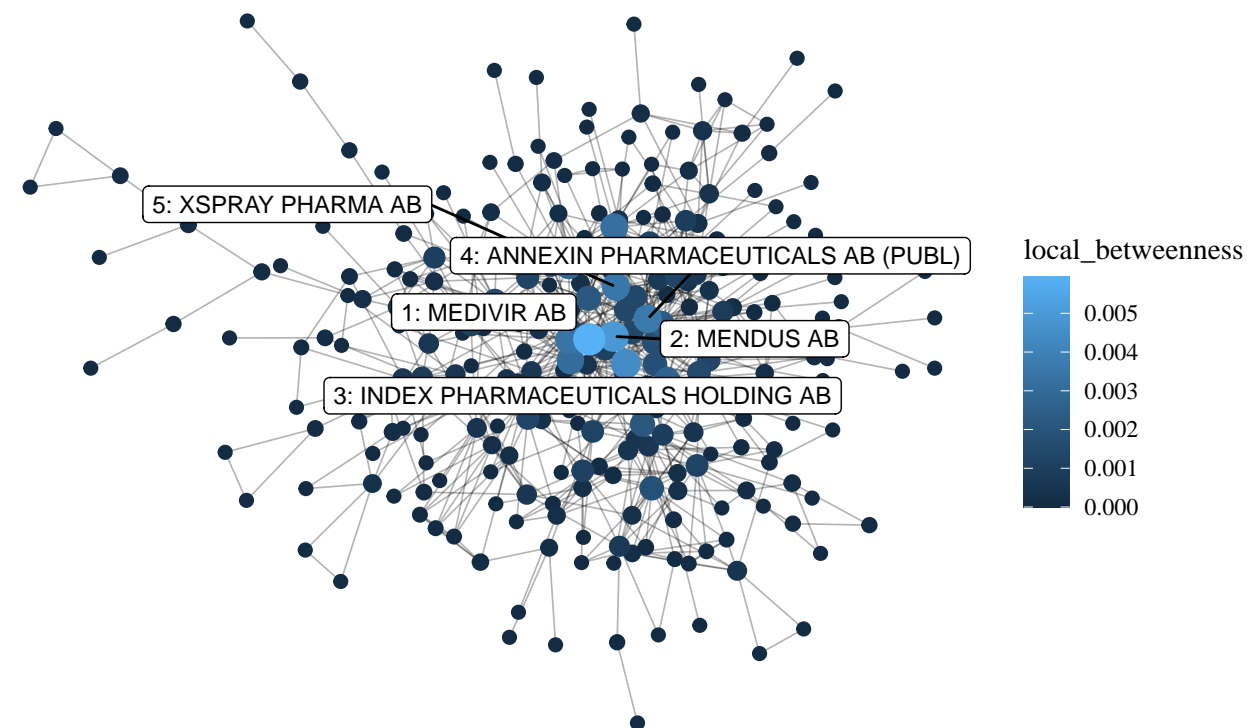 5: XSPRAY PHARMA AB
4: ANNEXIN PHARMACEUTICALS AB (PUBL)
1: MEDIVIR AB
2: MENDUS AB
3: INDEX PHARMACEUTICALS HOLDING AB
local_betweenness
0.005
0.004
0.003
0.002
0.001
0.000